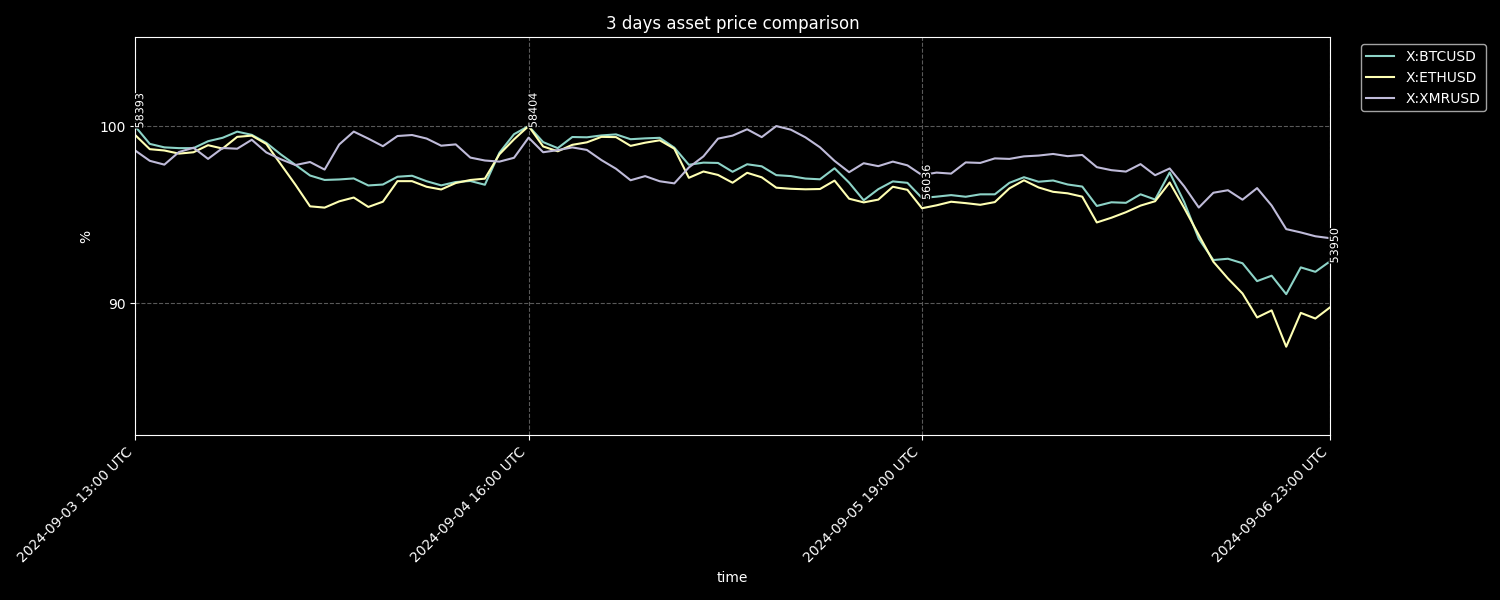 3 days asset price comparison
X:BTCUSD
X:ETHUSD
X:XMRUSD
58393
58404
56036
53950
100
90
%
2024-09-03 13:00 UTC
2024-09-04 16:00 UTC
2024-09-05 19:00 UTC
2024-09-06 23:00 UTC
time